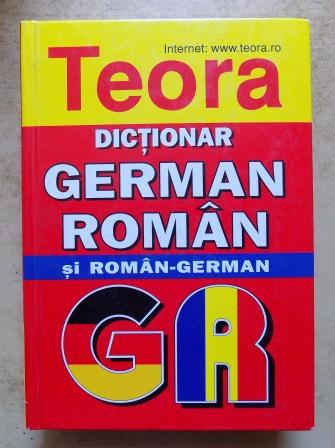 Internet: www.teora.ro
Teora
DICȚIONAR
GERMAN
ROMÂN
și ROMÂN-GERMAN
GR